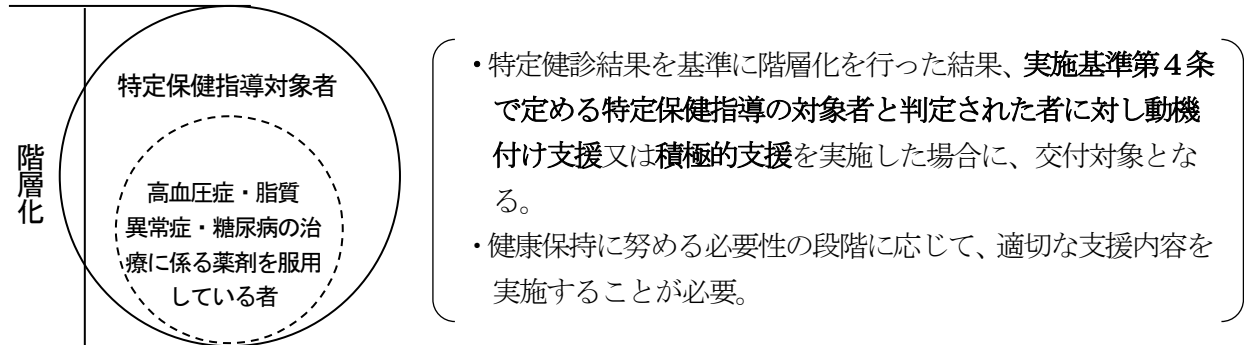 階層化
特定保健指導対象者
高血圧症・脂質
異常症・糖尿病の治
療に係る薬剤を服用
している者
・特定健診結果を基準に階層化を行った結果、実施基準第４条
で定める特定保健指導の対象者と判定された者に対し動機
付け支援又は積極的支援を実施した場合に、交付対象とな
る。
・健康保持に努める必要性の段階に応じて、適切な支援内容を
実施することが必要。